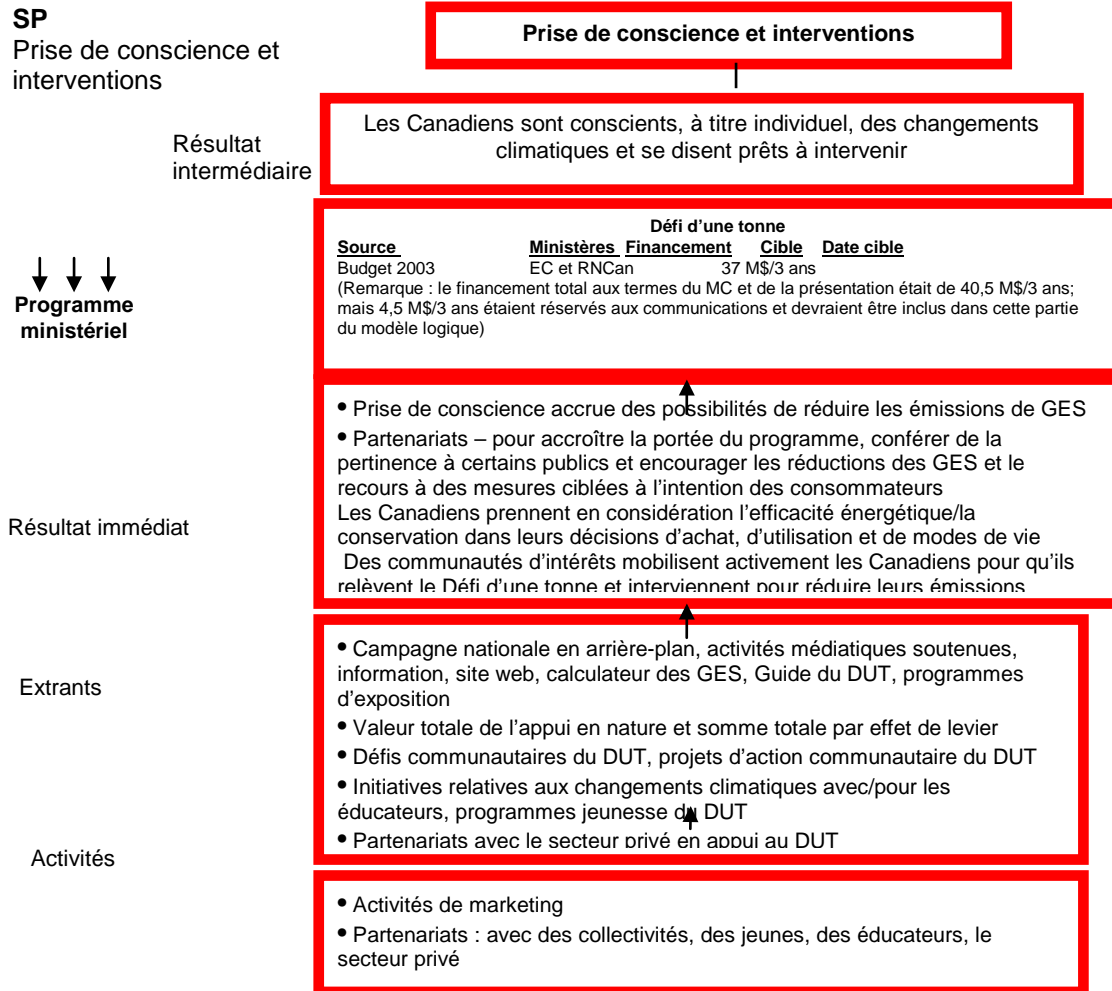 SP
Prise de conscience et
interventions
Prise de conscience et interventions
Résultat
intermédiaire
Les Canadiens sont conscients, à titre individuel, des changements
climatiques et se disent prêts à intervenir
Programme
ministériel
Défi d'une tonne
Source Ministères Financement Cible Date cible
Budget 2003 EC et RNCan 37 M$/3 ans
(Remarque : le financement total aux termes du MC et de la présentation était de 40,5 M$/3 ans;
mais 4,5 M$/3 ans étaient réservés aux communications et devraient être inclus dans cette partie
du modèle logique)
Résultat immédiat
• Prise de conscience accrue des possibilités de réduire les émissions de GES
• Partenariats – pour accroître la portée du programme, conférer de la
pertinence à certains publics et encourager les réductions des GES et le
recours à des mesures ciblées à l'intention des consommateurs
Les Canadiens prennent en considération l'efficacité énergétique/la
conservation dans leurs décisions d'achat, d'utilisation et de modes de vie
Des communautés d'intérêts mobilisent activement les Canadiens pour qu'ils
relèvent le Défi d'une tonne et interviennent pour réduire leurs émissions
Extrants
• Campagne nationale en arrière-plan, activités médiatiques soutenues,
information, site web, calculateur des GES, Guide du DUT, programmes
d'exposition
• Valeur totale de l'appui en nature et somme totale par effet de levier
• Défis communautaires du DUT, projets d'action communautaire du DUT
• Initiatives relatives aux changements climatiques avec/pour les
éducateurs, programmes jeunesse du DUT
• Partenariats avec le secteur privé en appui au DUT
Activités
• Activités de marketing
• Partenariats : avec des collectivités, des jeunes, des éducateurs, le
secteur privé